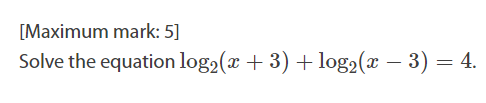 [Maximum mark: 5]
Solve the equation log₂(x + 3) + log₂(x − 3) = 4.